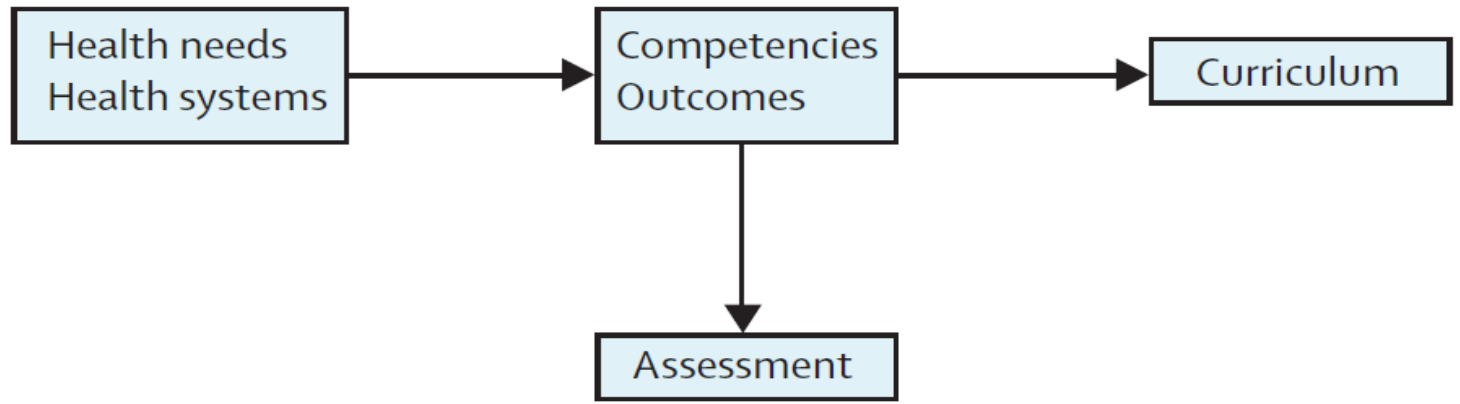 Health needs
Health systems
Competencies
Outcomes
Curriculum
Assessment